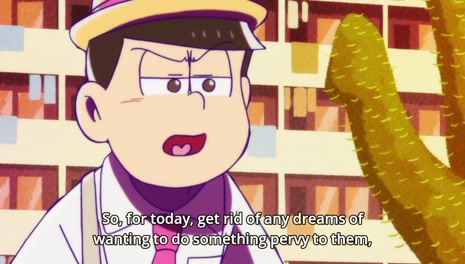 So, for today, get rid of any dreams of
wanting to do something pervy to them,